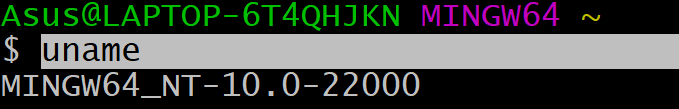 Asus@LAPTOP-6T4QHJKN MINGW64 ~
$ uname
MINGW64_NT-10.0-22000